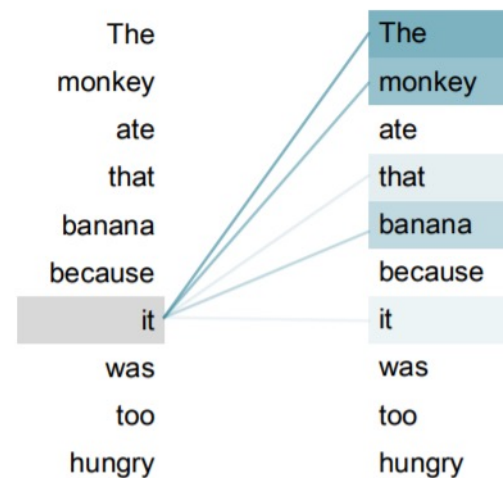 The The
monkey monkey
ate ate
that that
banana banana
because because
it it
was was
too too
hungry hungry